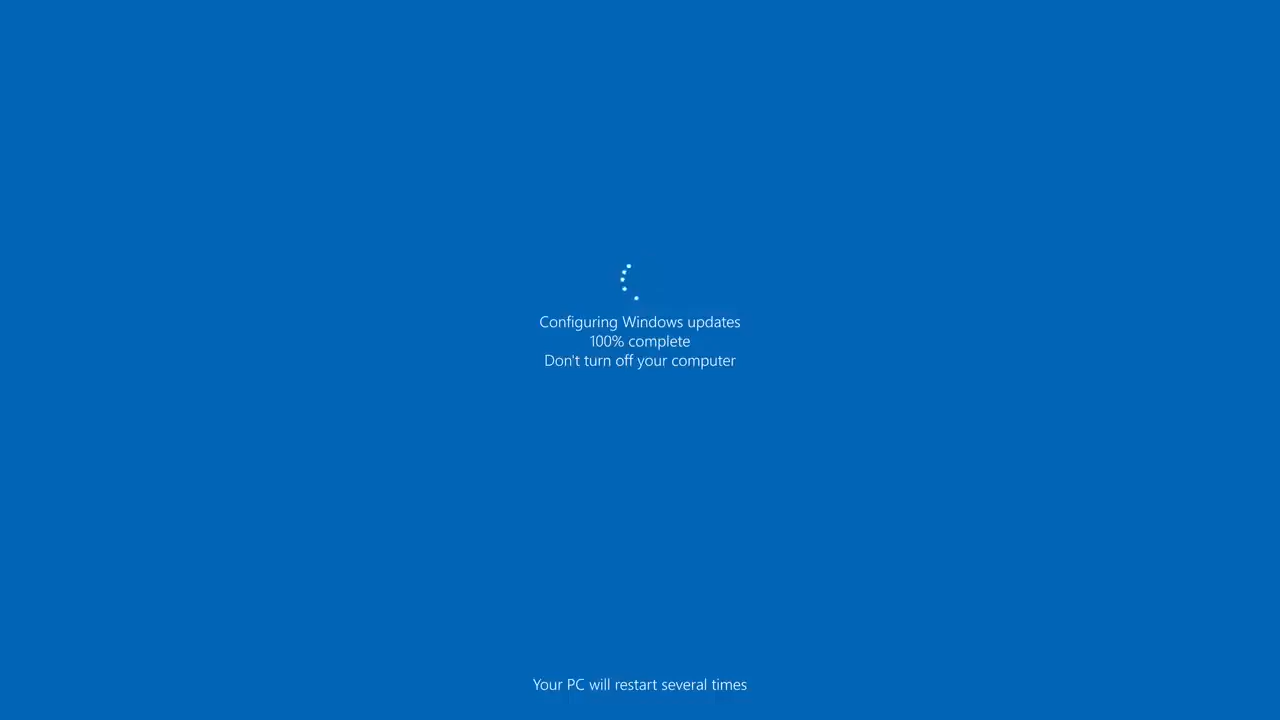 Configuring Windows updates
100% complete
Don't turn off your computer
Your PC will restart several times